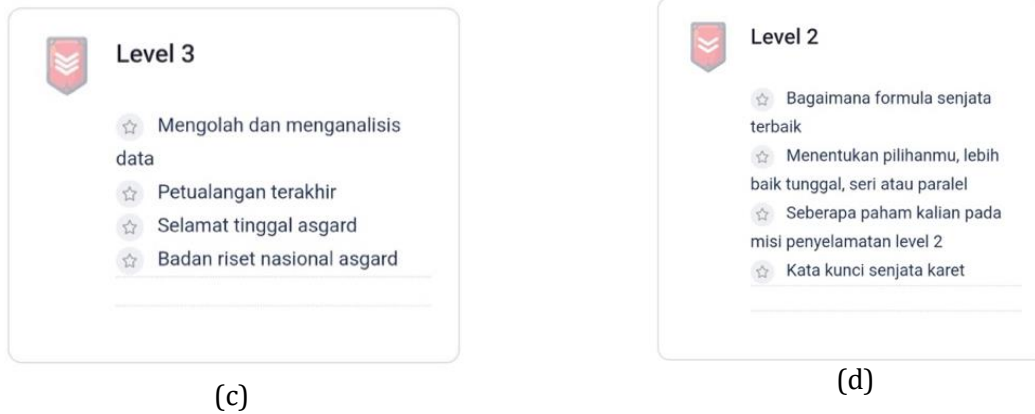 Level 3
Mengolah dan menganalisis
data
Petualangan terakhir
Selamat tinggal asgard
Badan riset nasional asgard
(c)
Level 2
Bagaimana formula senjata
terbaik
Menentukan pilihanmu, lebih
baik tunggal, seri atau paralel
Seberapa paham kalian pada
misi penyelamatan level 2
Kata kunci senjata karet
(d)